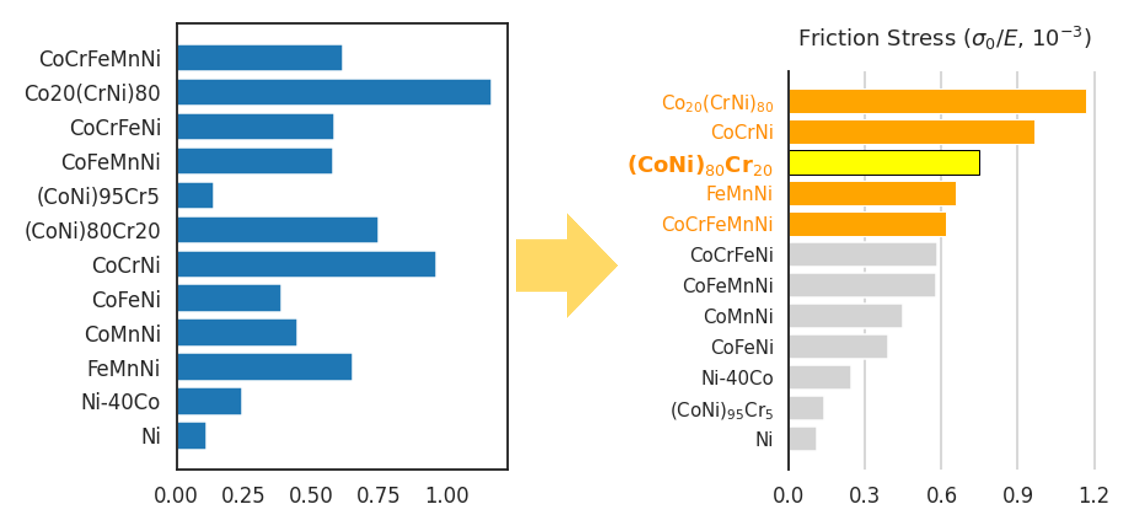 CoCrFeMnNi
Co20(CrNi)80
CoCrFeNi
CoFeMnNi
(CoNi)95Cr5
(CoNi)80Cr20
CoCrNi
CoFeNi
CoMnNi
FeMnNi
Ni-40Co
Ni
0.00 0.25 0.50 0.75 1.00
Friction Stress (σ₀/E, 10⁻³)
Co₂₀(CrNi)₈₀
CoCrNi
(CoNi)₈₀Cr₂₀
FeMnNi
CoCrFeMnNi
CoCrFeNi
CoFeMnNi
CoMnNi
CoFeNi
Ni-40Co
(CoNi)₉₅Cr₅
Ni
0.0 0.3 0.6 0.9 1.2